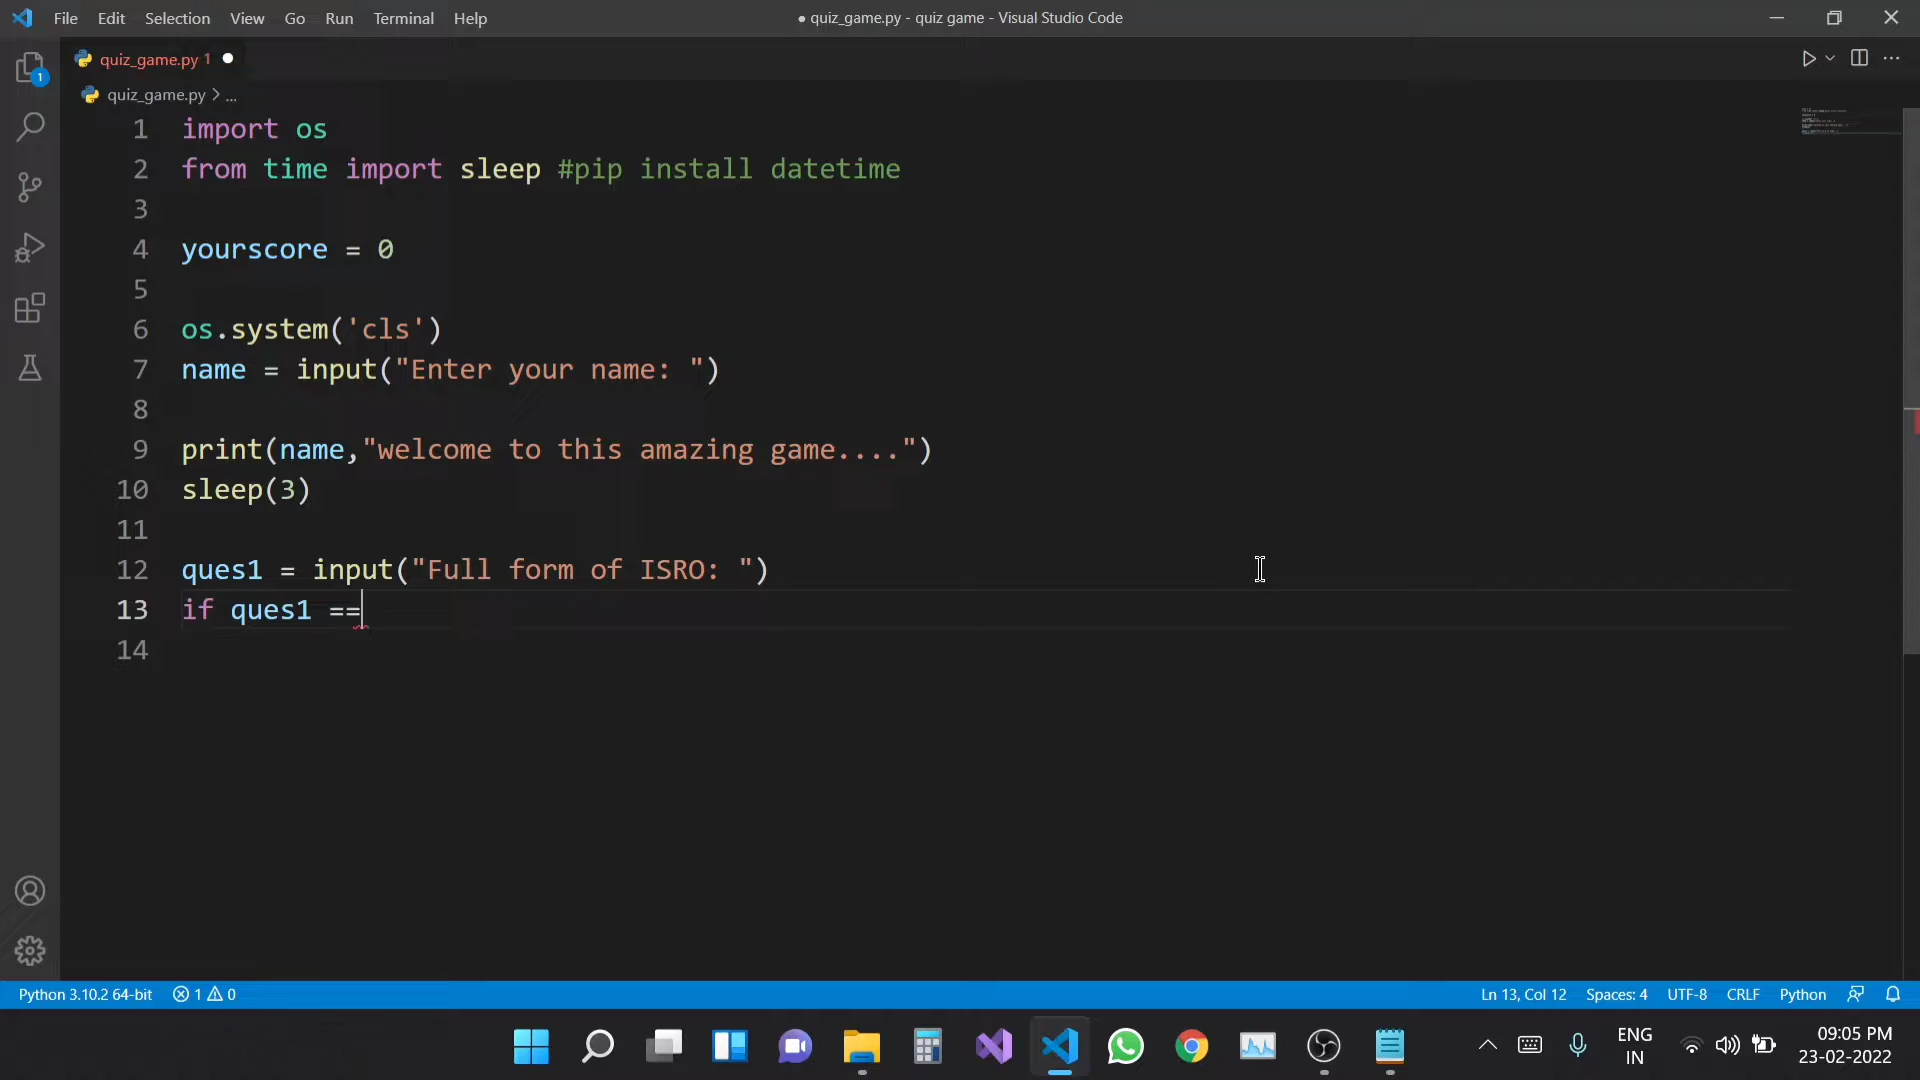 File Edit Selection View Go Run Terminal Help
● quiz_game.py - quiz game - Visual Studio Code
quiz_game.py 1
quiz_game.py > ...
1
1 import os
2 from time import sleep #pip install datetime
3
4 yourscore = 0
5
6 os.system('cls')
7 name = input("Enter your name: ")
8
9 print(name,"welcome to this amazing game....")
10 sleep(3)
11
12 ques1 = input("Full form of ISRO: ")
13 if ques1 ==
14
Python 3.10.2 64-bit 1 0
Ln 13, Col 12 Spaces: 4 UTF-8 CRLF Python
ENG
IN
09:05 PM
23-02-2022